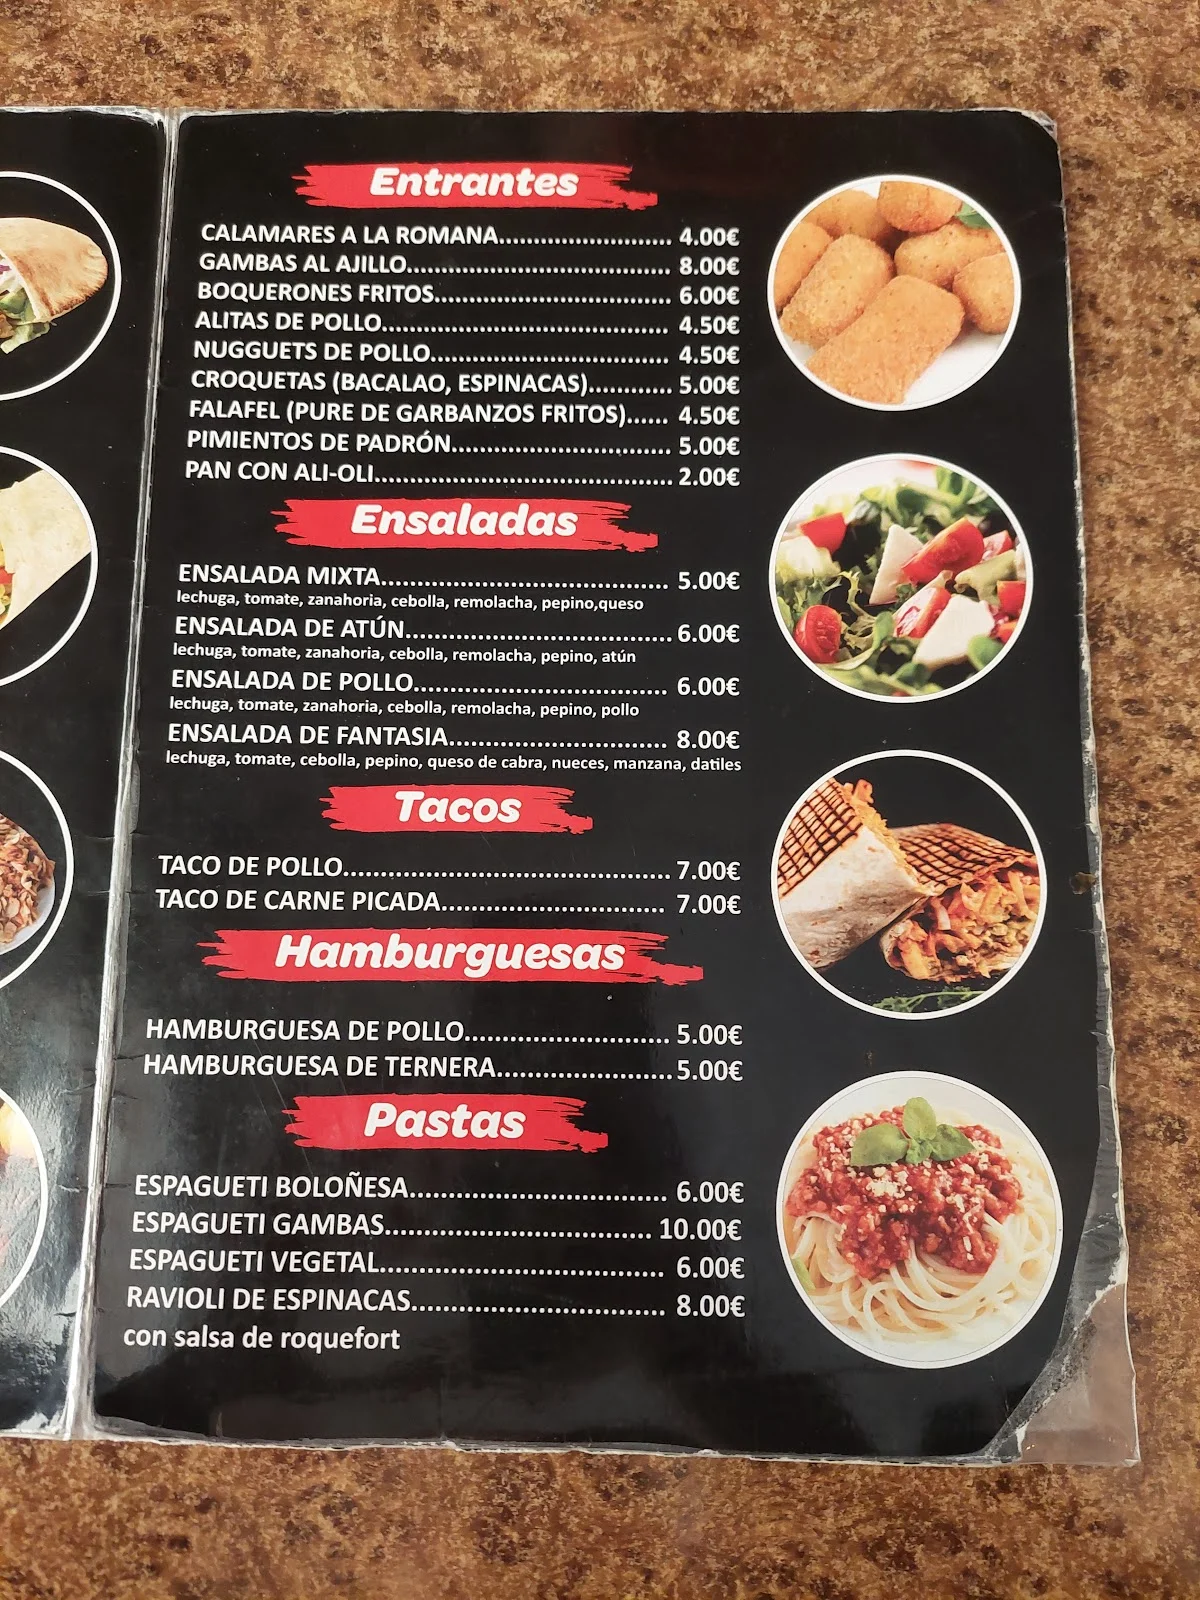 Entrantes
CALAMARES A LA ROMANA......................... 4.00€
GAMBAS AL AJILLO...................................... 8.00€
BOQUERONES FRITOS.................................. 6.00€
ALITAS DE POLLO......................................... 4.50€
NUGGUETS DE POLLO.................................. 4.50€
CROQUETAS (BACALAO, ESPINACAS)............ 5.00€
FALAFEL (PURE DE GARBANZOS FRITOS)...... 4.50€
PIMIENTOS DE PADRÓN................................ 5.00€
PAN CON ALI-OLI........................................... 2.00€
Ensaladas
ENSALADA MIXTA......................................... 5.00€
lechuga, tomate, zanahoria, cebolla, remolacha, pepino,queso
ENSALADA DE ATÚN...................................... 6.00€
lechuga, tomate, zanahoria, cebolla, remolacha, pepino, atún
ENSALADA DE POLLO.................................... 6.00€
lechuga, tomate, zanahoria, cebolla, remolacha, pepino, pollo
ENSALADA DE FANTASIA............................... 8.00€
lechuga, tomate, cebolla, pepino, queso de cabra, nueces, manzana, datiles
Tacos
TACO DE POLLO.............................................. 7.00€
TACO DE CARNE PICADA................................ 7.00€
Hamburguesas
HAMBURGUESA DE POLLO............................. 5.00€
HAMBURGUESA DE TERNERA......................... 5.00€
Pastas
ESPAGUETI BOLOÑESA.................................... 6.00€
ESPAGUETI GAMBAS...................................... 10.00€
ESPAGUETI VEGETAL......................................... 6.00€
RAVIOLI DE ESPINACAS.................................... 8.00€
con salsa de roquefort